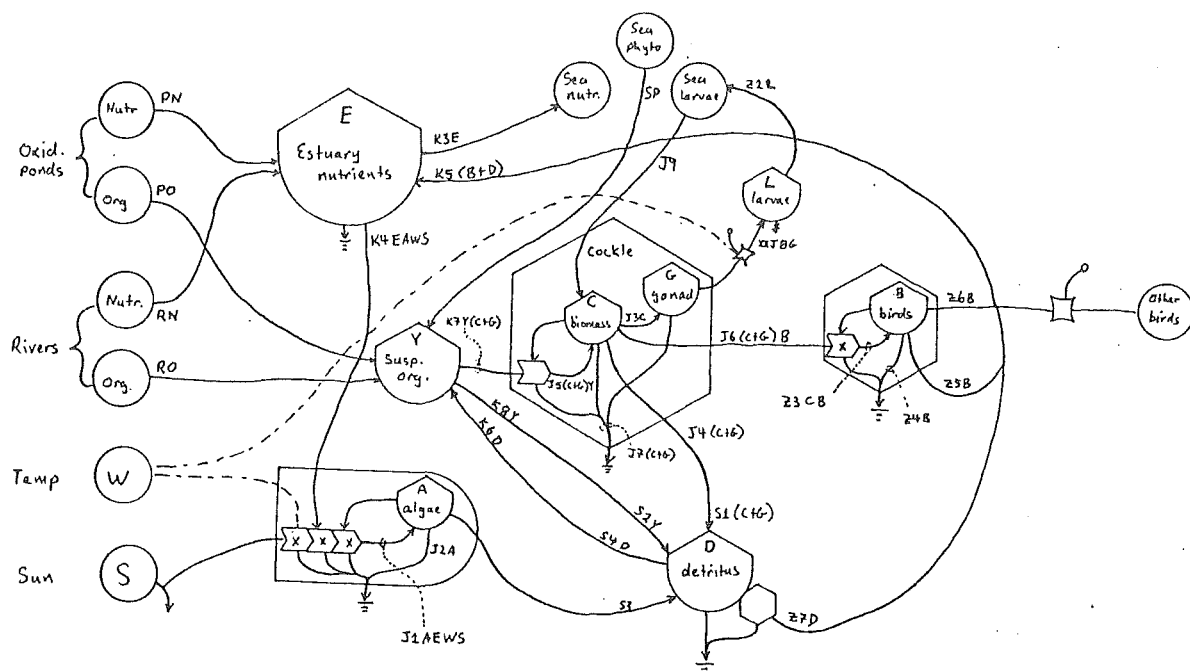 Sea
phyto
Sea
nutr.
Sea
larvae
Z2L
SP
Nutr
PN
E
Estuary
nutrients
K3E
K5(B+D)
J9
Oxid.
ponds
Org
PO
L
larvae
K4EAWS
Cockle
G
gonad
C
biomass
J3C
Nutr.
RN
Rivers
Org.
RO
Y
Susp.
org.
K7Y(C+G)
J5(C+G)Y
J6(C+G)B
B
birds
Z6B
Other
birds
x
Z3CB
Z4B
Z5B
K8Y
K6D
J7(C+G)
J4(C+G)
Temp
W
A
algae
x x x
J2A
S2Y
S4D
S1(C+G)
D
detritus
Sun
S
S3
Z7D
J1AEWS